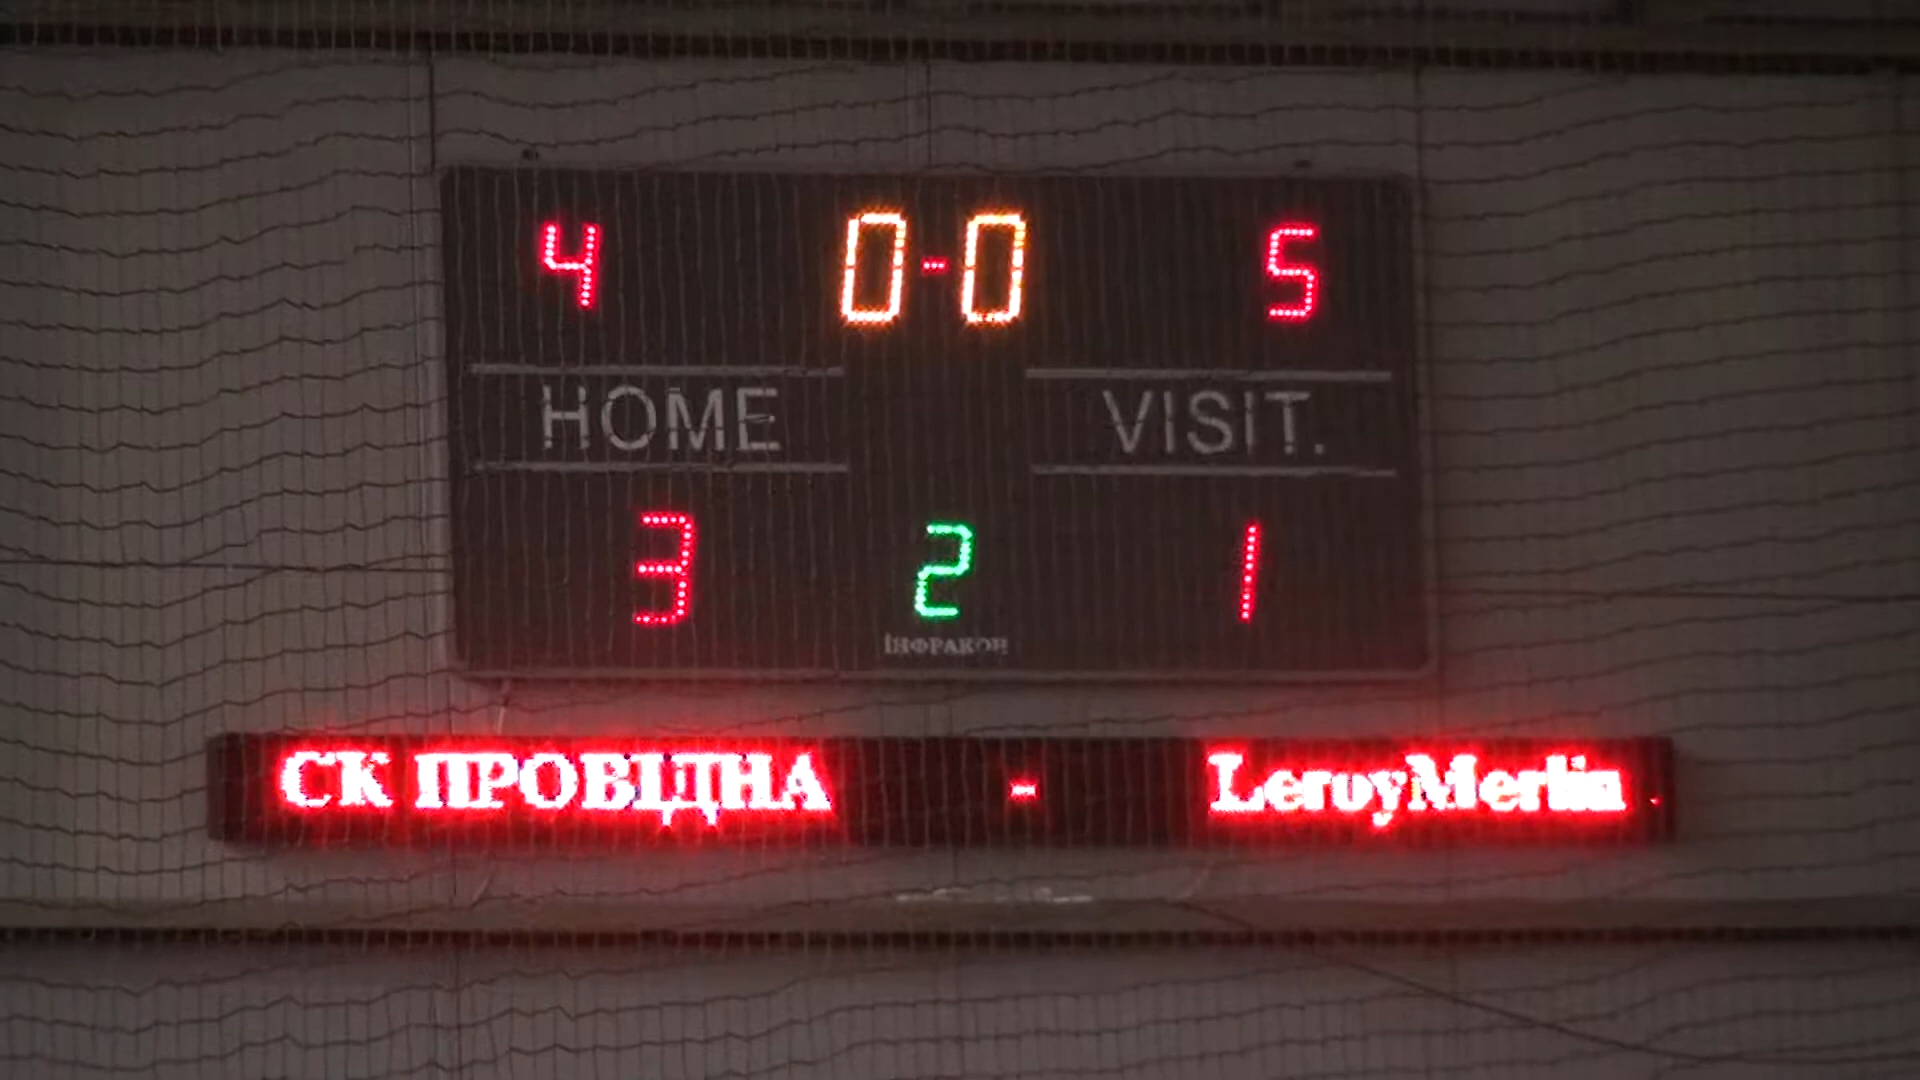 4 0-0 5
HOME VISIT.
3 2 1
ІНФРАКОН
СК ПРОВІДНА - LeroyMerlin